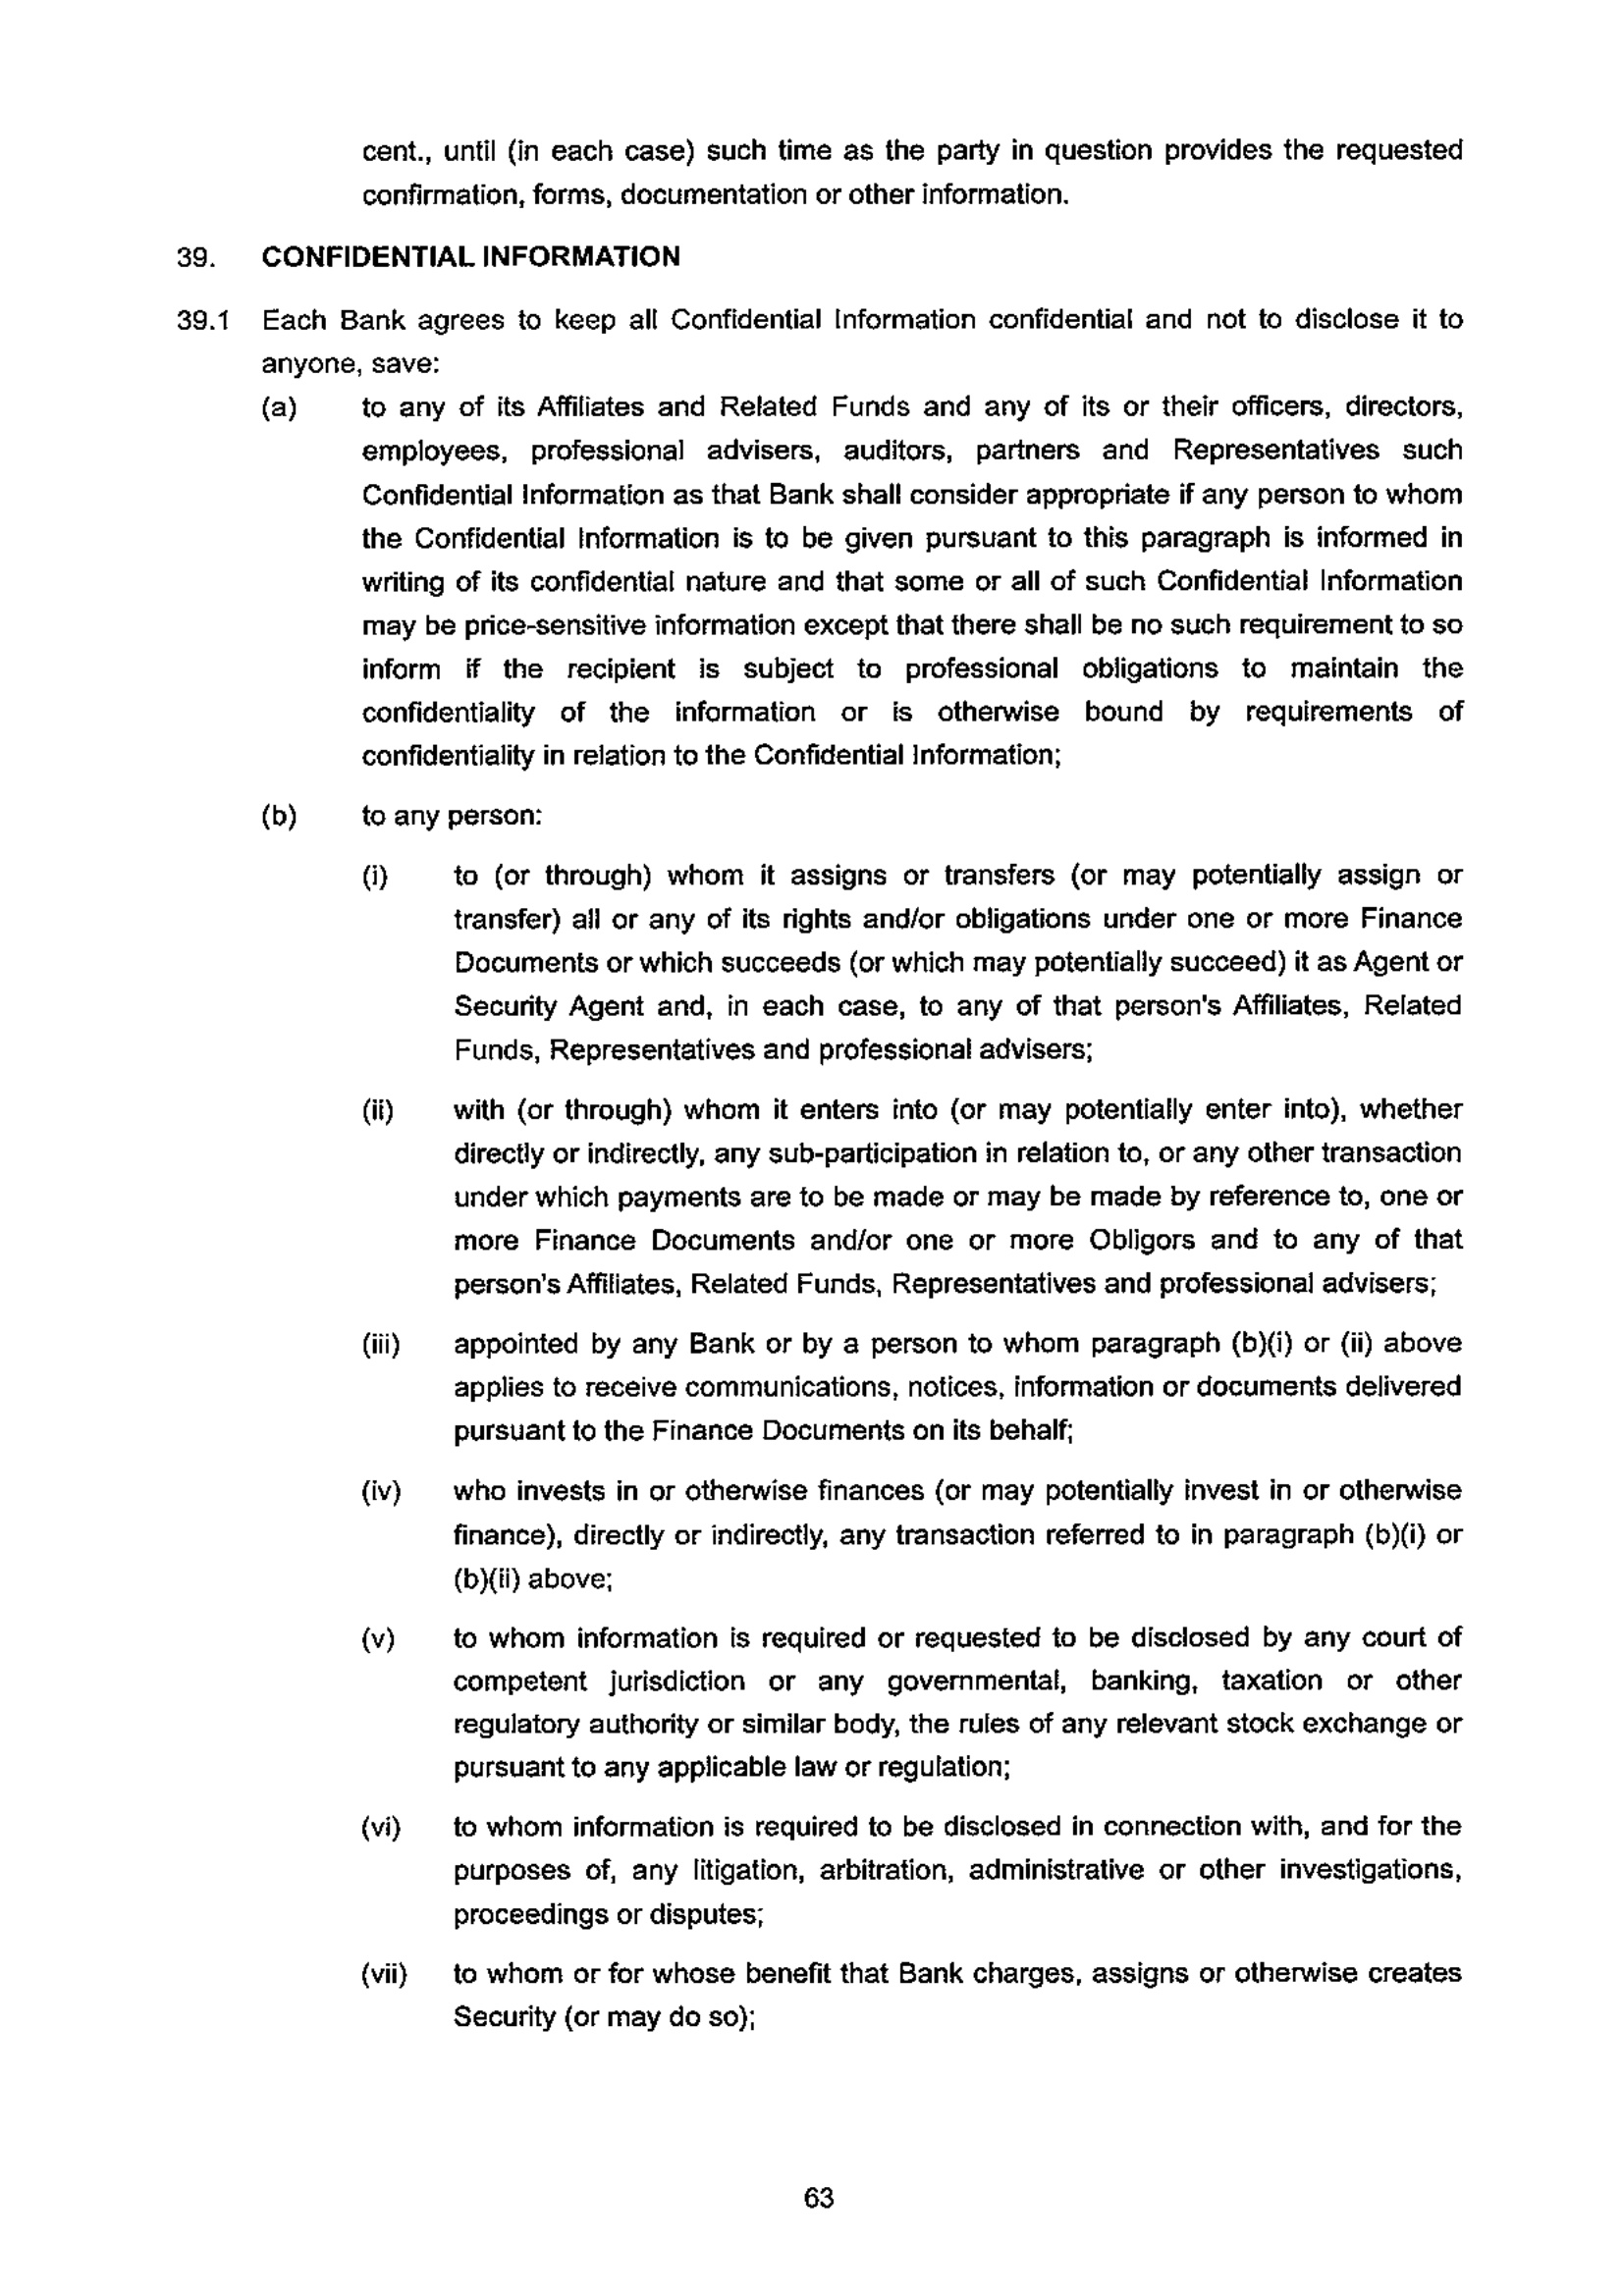 cent., until (in each case) such time as the party in question provides the requested
confirmation, forms, documentation or other information.
39. CONFIDENTIAL INFORMATION
39.1 Each Bank agrees to keep all Confidential Information confidential and not to disclose it to
anyone, save:
(a) to any of its Affiliates and Related Funds and any of its or their officers, directors,
employees, professional advisers, auditors, partners and Representatives such
Confidential Information as that Bank shall consider appropriate if any person to whom
the Confidential Information is to be given pursuant to this paragraph is informed in
writing of its confidential nature and that some or all of such Confidential Information
may be price-sensitive information except that there shall be no such requirement to so
inform if the recipient is subject to professional obligations to maintain the
confidentiality of the information or is otherwise bound by requirements of
confidentiality in relation to the Confidential Information;
(b) to any person:
(i) to (or through) whom it assigns or transfers (or may potentially assign or
transfer) all or any of its rights and/or obligations under one or more Finance
Documents or which succeeds (or which may potentially succeed) it as Agent or
Security Agent and, in each case, to any of that person's Affiliates, Related
Funds, Representatives and professional advisers;
(ii) with (or through) whom it enters into (or may potentially enter into), whether
directly or indirectly, any sub-participation in relation to, or any other transaction
under which payments are to be made or may be made by reference to, one or
more Finance Documents and/or one or more Obligors and to any of that
person's Affiliates, Related Funds, Representatives and professional advisers;
(iii) appointed by any Bank or by a person to whom paragraph (b)(i) or (ii) above
applies to receive communications, notices, information or documents delivered
pursuant to the Finance Documents on its behalf;
(iv) who invests in or otherwise finances (or may potentially invest in or otherwise
finance), directly or indirectly, any transaction referred to in paragraph (b)(i) or
(b)(ii) above;
(v) to whom information is required or requested to be disclosed by any court of
competent jurisdiction or any governmental, banking, taxation or other
regulatory authority or similar body, the rules of any relevant stock exchange or
pursuant to any applicable law or regulation;
(vi) to whom information is required to be disclosed in connection with, and for the
purposes of, any litigation, arbitration, administrative or other investigations,
proceedings or disputes;
(vii) to whom or for whose benefit that Bank charges, assigns or otherwise creates
Security (or may do so);
63